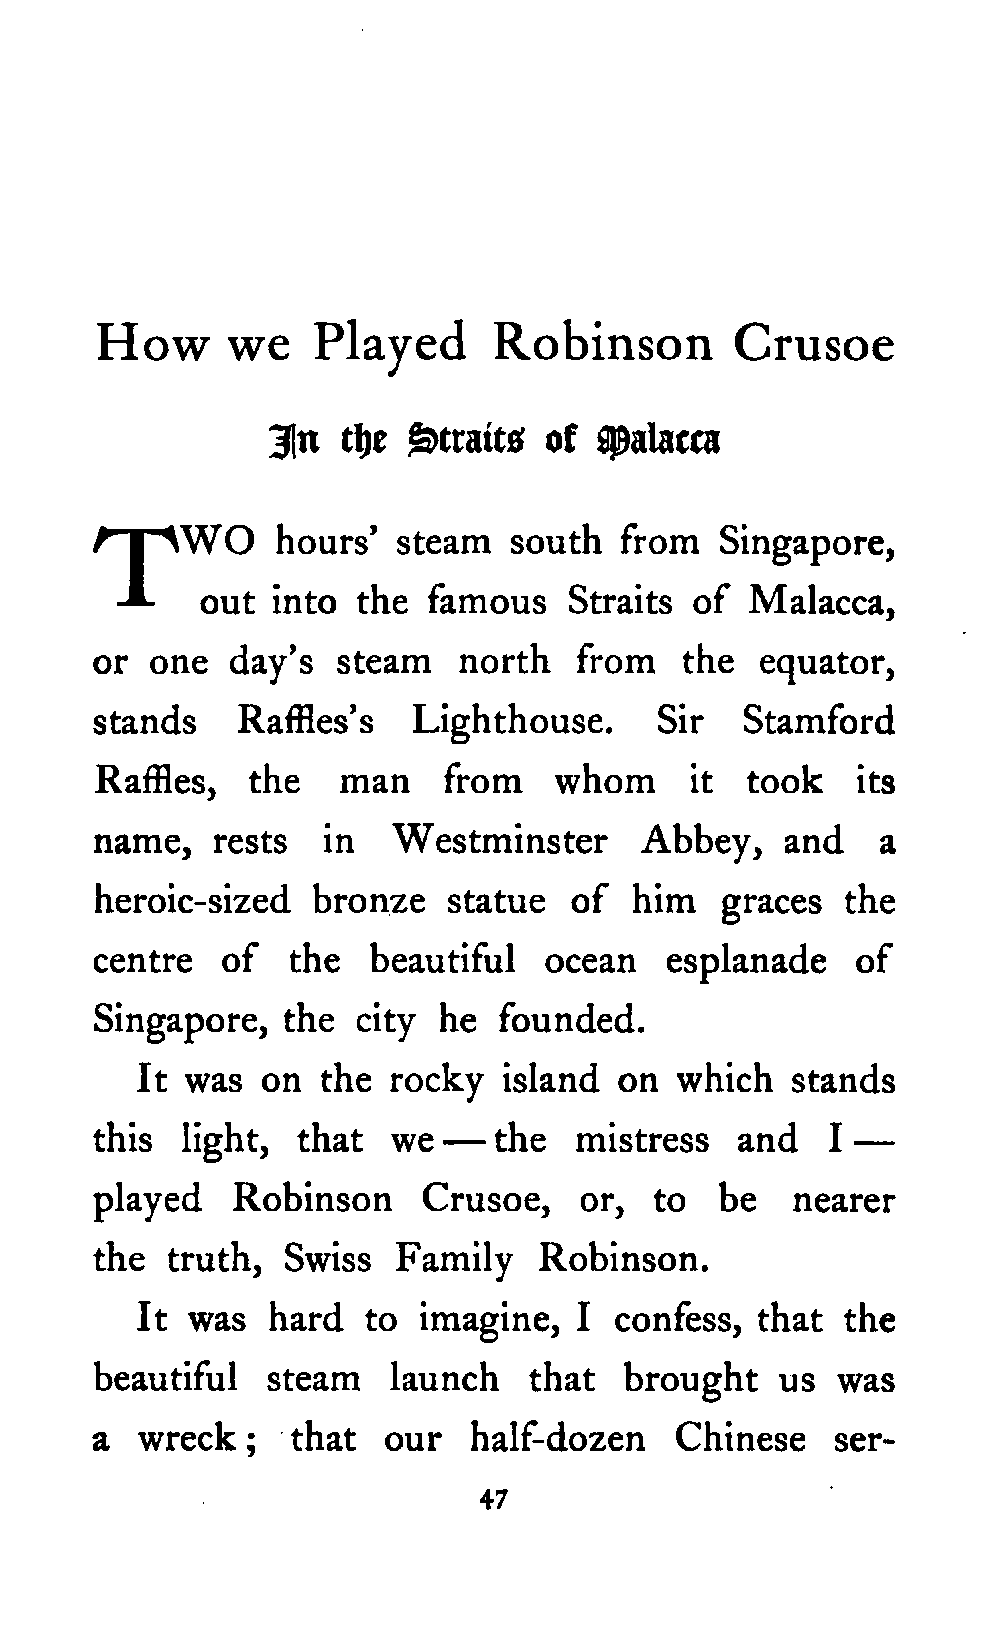 How we Played Robinson Crusoe
In the Straits of Malacca
TWO hours' steam south from Singapore,
out into the famous Straits of Malacca,
or one day's steam north from the equator,
stands Raffles's Lighthouse. Sir Stamford
Raffles, the man from whom it took its
name, rests in Westminster Abbey, and a
heroic-sized bronze statue of him graces the
centre of the beautiful ocean esplanade of
Singapore, the city he founded.
It was on the rocky island on which stands
this light, that we — the mistress and I —
played Robinson Crusoe, or, to be nearer
the truth, Swiss Family Robinson.
It was hard to imagine, I confess, that the
beautiful steam launch that brought us was
a wreck; that our half-dozen Chinese ser-
47